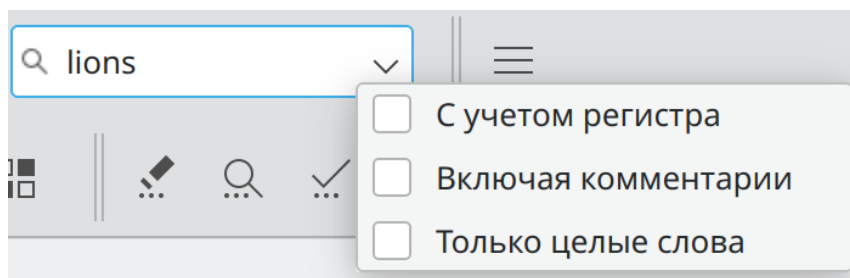 lions
С учетом регистра
Включая комментарии
Только целые слова